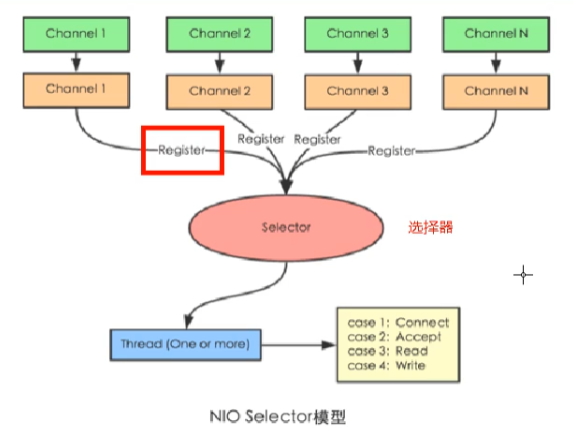 Channel 1
Channel 2
Channel 3
Channel N
Channel 1
Channel 2
Channel 3
Channel N
Register
Register
Register
Register
Selector
选择器
Thread (One or more)
case 1: Connect
case 2: Accept
case 3: Read
case 4: Write
NIO Selector模型